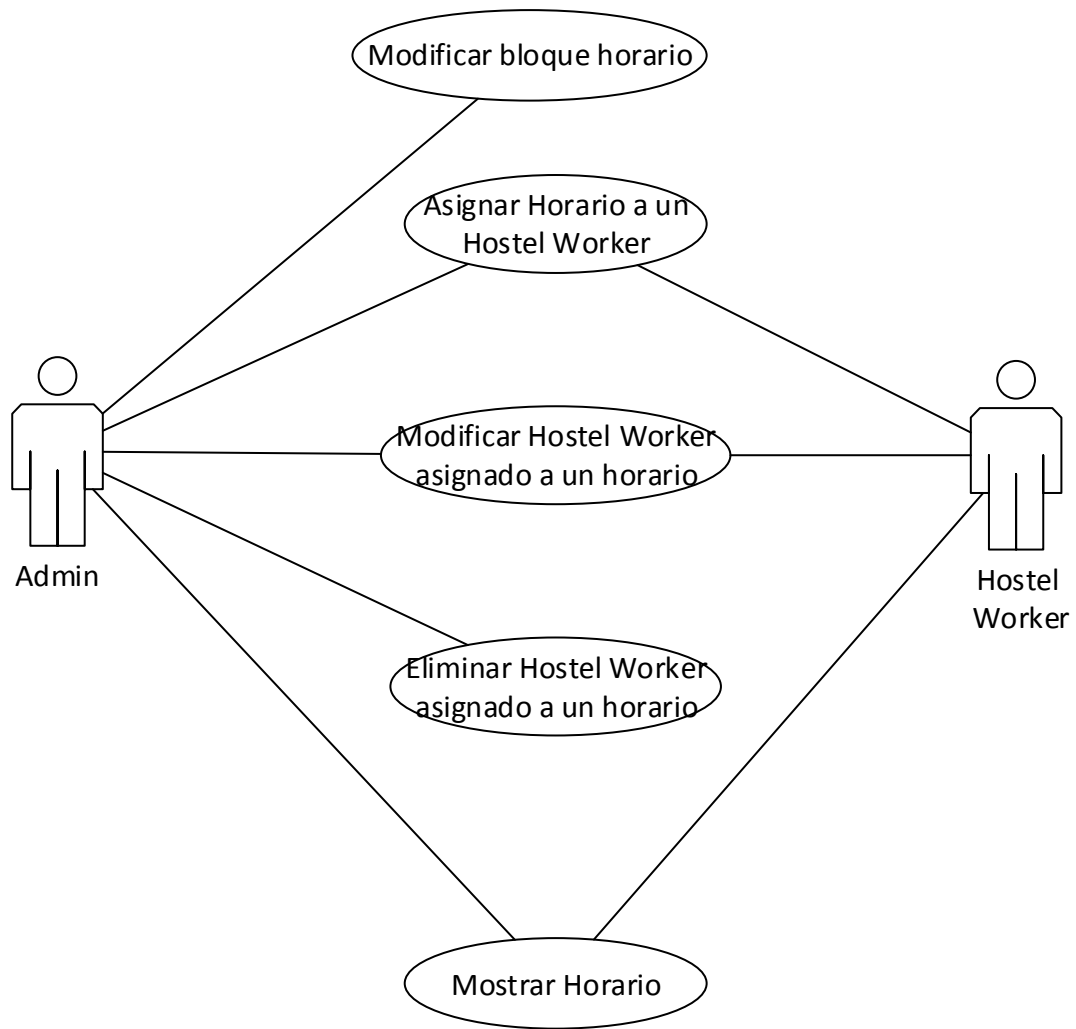 Modificar bloque horario
Asignar Horario a un
Hostel Worker
Modificar Hostel Worker
asignado a un horario
Admin
Hostel
Worker
Eliminar Hostel Worker
asignado a un horario
Mostrar Horario